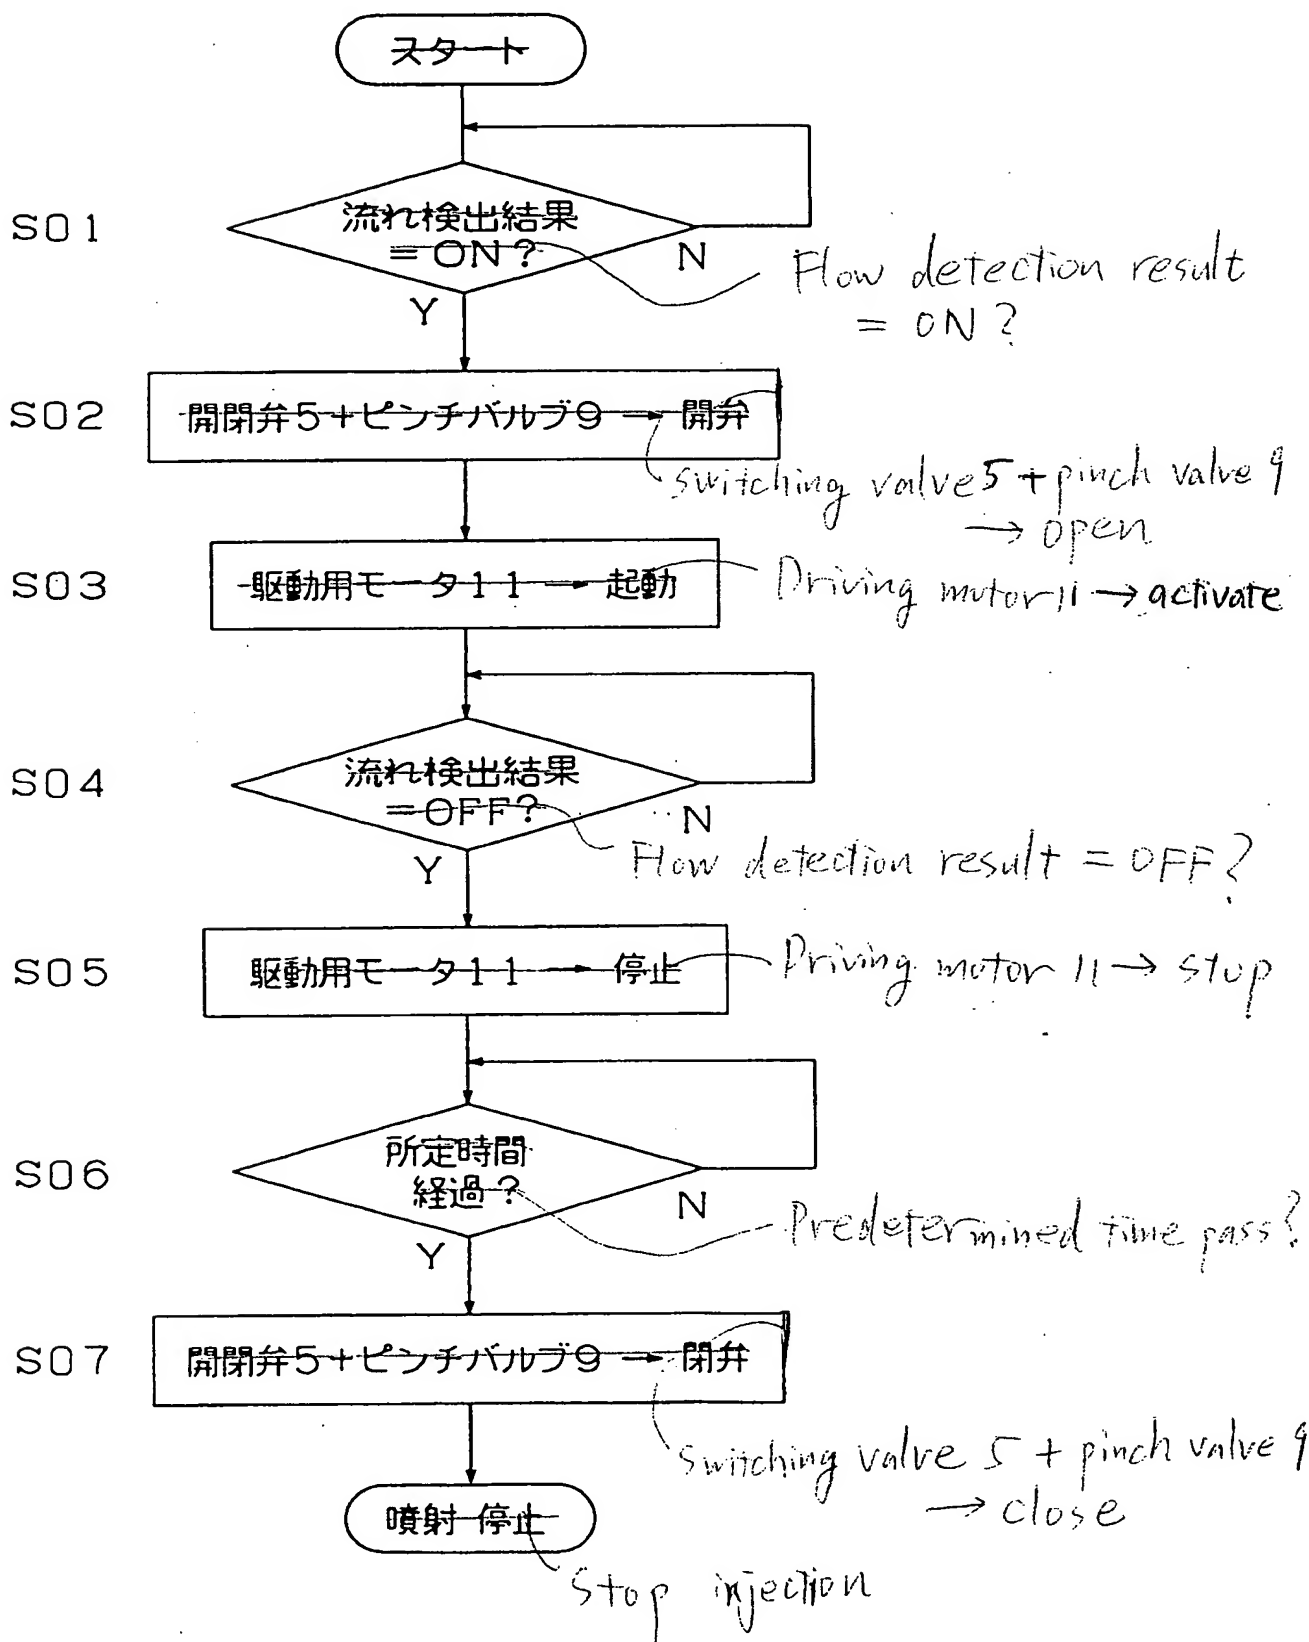 スタート
S01
流れ検出結果
=ON?
N
Y
Flow detection result
= ON?
S02
開閉弁5+ピンチバルブ9 → 開弁
switching valve 5 + pinch valve 9
→ open
S03
駆動用モータ11 → 起動
Driving motor 11 → activate
S04
流れ検出結果
=OFF?
N
Y
Flow detection result = OFF?
S05
駆動用モータ11 → 停止
Driving motor 11 → stop
S06
所定時間
経過?
N
Y
Predetermined time pass?
S07
開閉弁5+ピンチバルブ9 → 閉弁
Switching valve 5 + pinch valve 9
→ close
噴射 停止
Stop injection